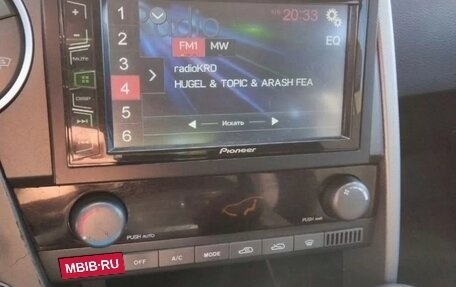 1
Radio
20:33
2
FM1 MW
EQ
MUTE
radioKRD
3
HUGEL & TOPIC & ARASH FEA
4
DISP
5
Искать
6
Pioneer
PUSH AUTO
PUSH
OFF A/C MODE
MBIB·RU